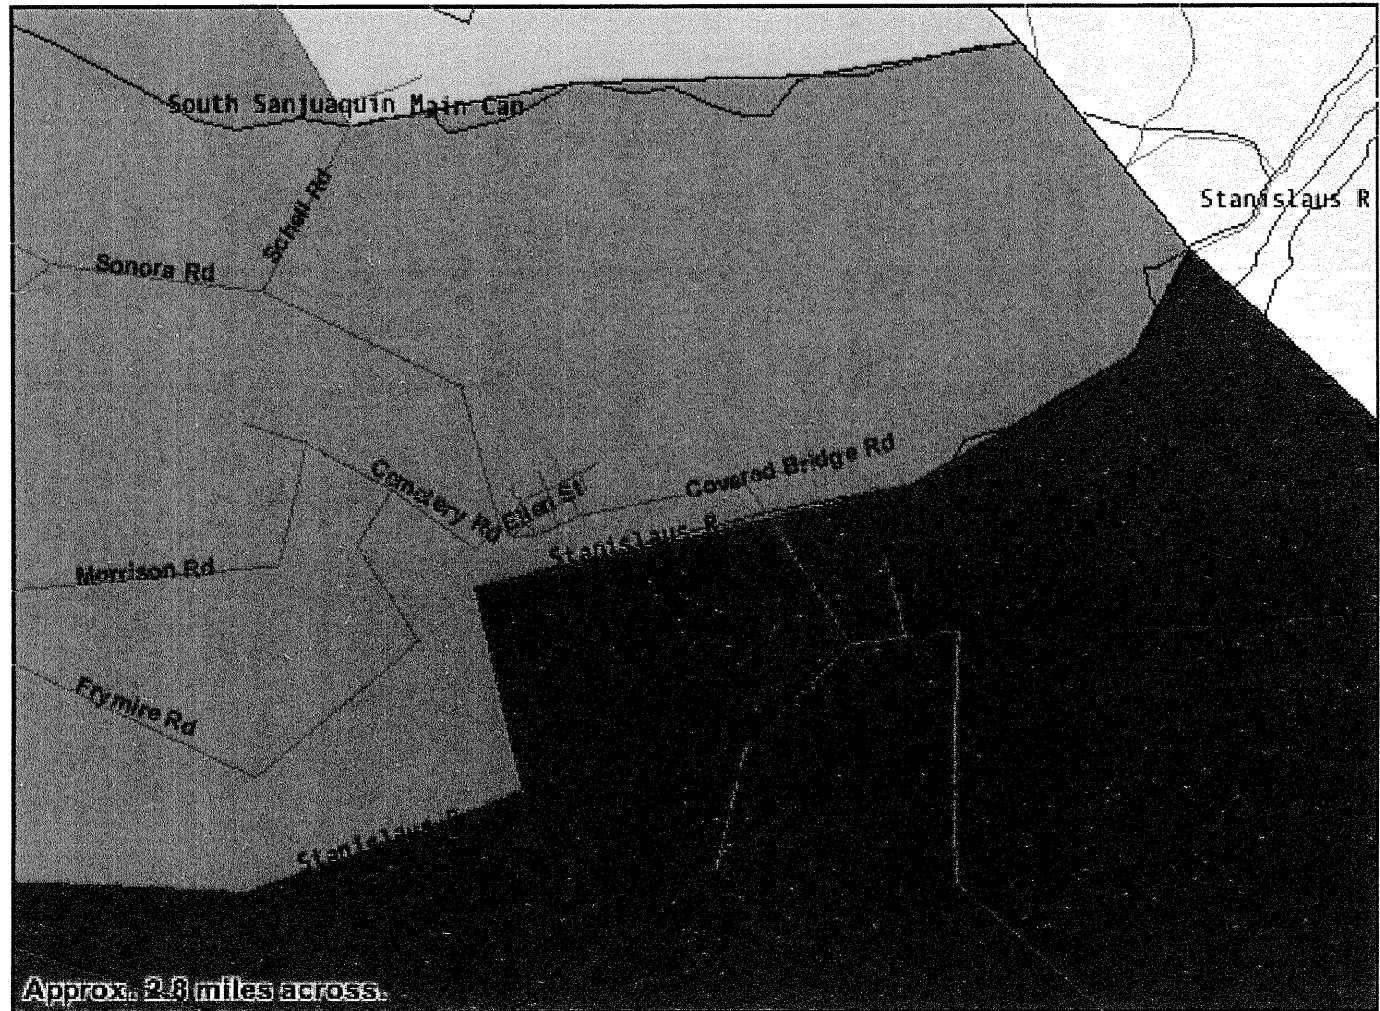 South Sanjuaquin Main Can
Stanislaus R
Schell Rd
Sonora Rd
Cemetery Rd
Ellen St
Covered Bridge Rd
Stanislaus R
Morrison Rd
Frymire Rd
Stanislaus R
Approx. 2.8 miles across.